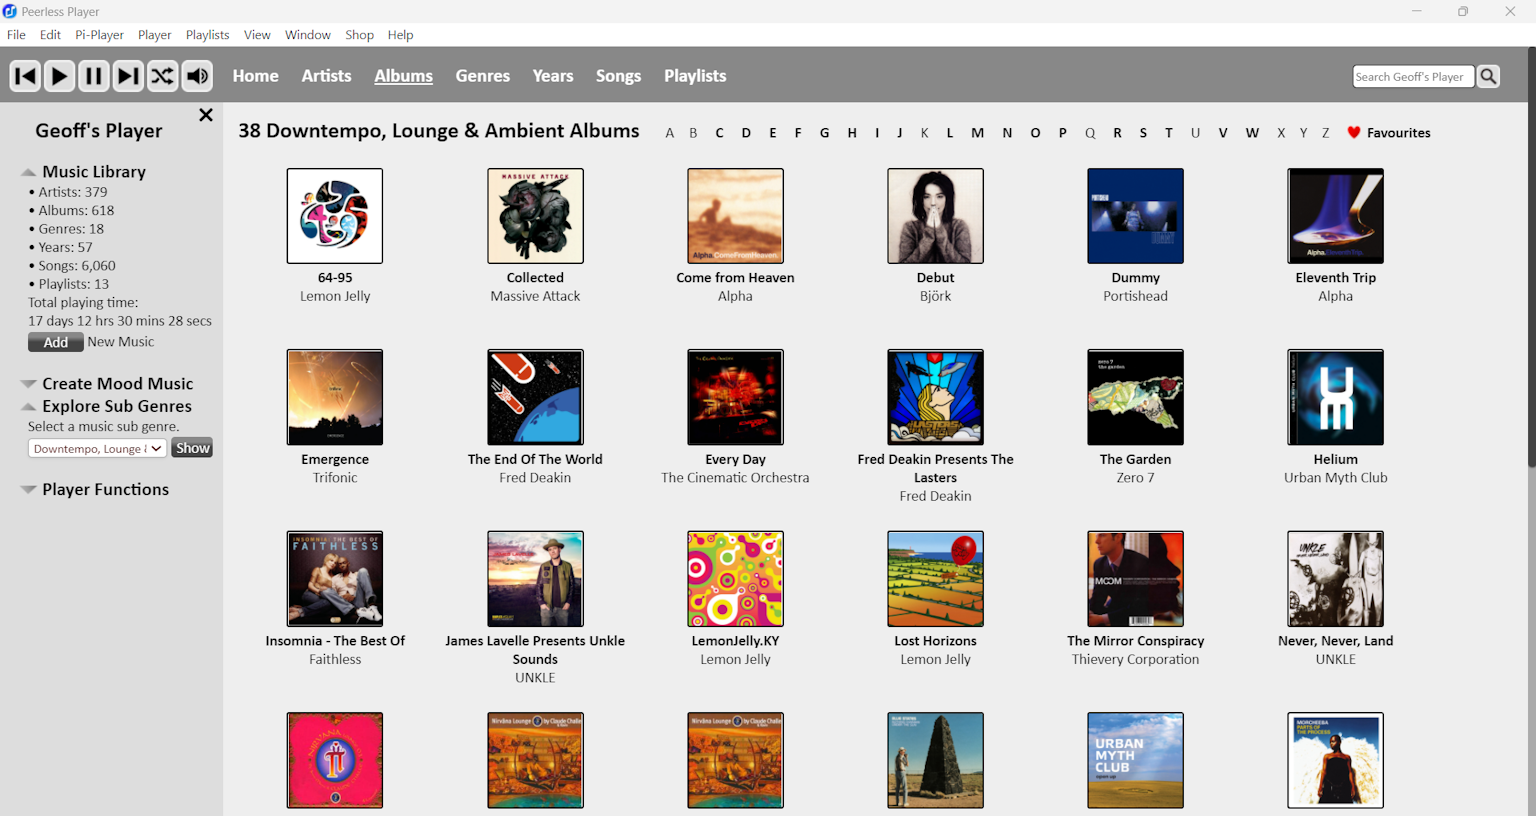 Peerless Player
File Edit Pi-Player Player Playlists View Window Shop Help
Home Artists Albums Genres Years Songs Playlists
Search Geoff's Player
Geoff's Player
Music Library
• Artists: 379
• Albums: 618
• Genres: 18
• Years: 57
• Songs: 6,060
• Playlists: 13
Total playing time:
17 days 12 hrs 30 mins 28 secs
Add New Music
Create Mood Music
Explore Sub Genres
Select a music sub genre.
Downtempo, Lounge
Show
Player Functions
38 Downtempo, Lounge & Ambient Albums
A B C D E F G H I J K L M N O P Q R S T U V W X Y Z Favourites
64-95
Lemon Jelly
MASSIVE ATTACK
Collected
Massive Attack
Alpha.ComeFromHeaven.
Come from Heaven
Alpha
Debut
Björk
PORTISHEAD
DUMMY
Dummy
Portishead
Alpha.EleventhTrip.
Eleventh Trip
Alpha
Emergence
Trifonic
The End Of The World
Fred Deakin
Every Day
The Cinematic Orchestra
LASTERS
Fred Deakin Presents The
Lasters
Fred Deakin
zero 7
the garden
The Garden
Zero 7
Helium
Urban Myth Club
INSOMNIA: THE BEST OF
FAITHLESS
Insomnia - The Best Of
Faithless
James Lavelle Presents Unkle
Sounds
UNKLE
LemonJelly.KY
Lemon Jelly
Lost Horizons
Lemon Jelly
The Mirror Conspiracy
Thievery Corporation
UNKLE
Never, Never, Land
UNKLE
Nirvâna Lounge by Claude Challe
Nirvâna Lounge by Claude Challe
URBAN
MYTH
CLUB
MORCHEEBA
PARTS OF
THE PROCESS